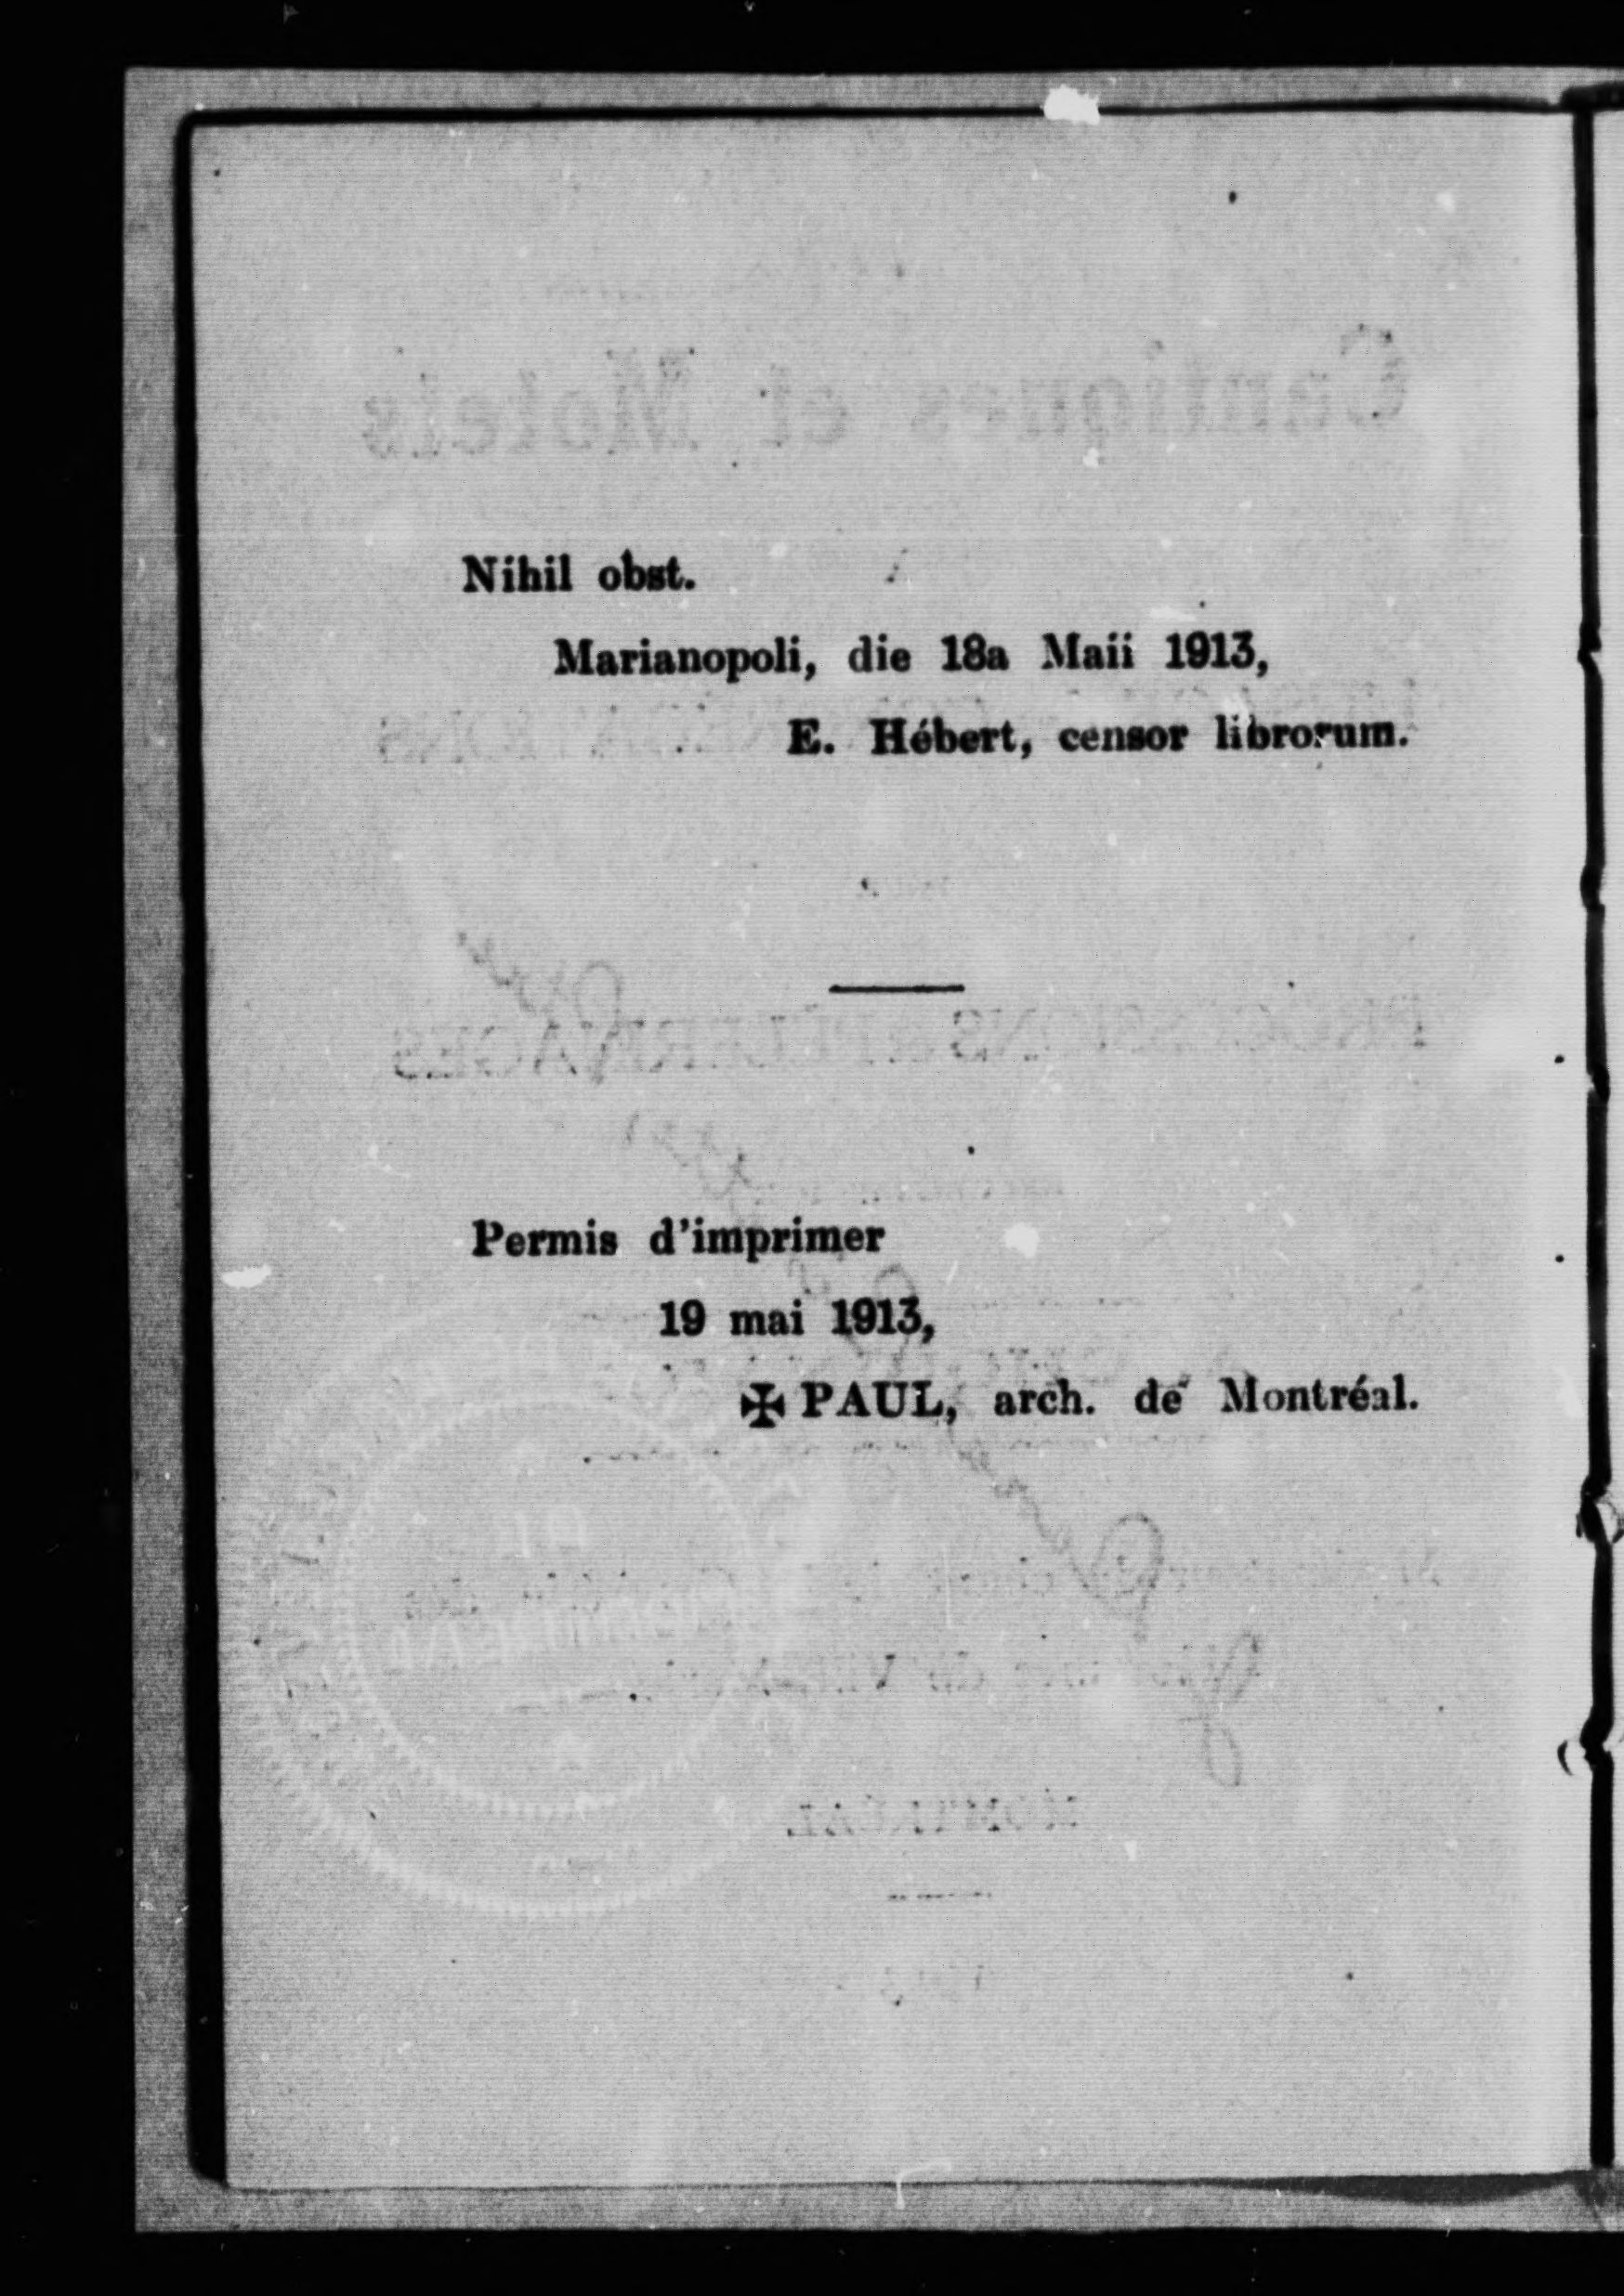 Nihil obst.
Marianopoli, die 18a Maii 1913,
E. Hébert, censor librorum.
Permis d'imprimer
19 mai 1913,
✠ PAUL, arch. de Montréal.